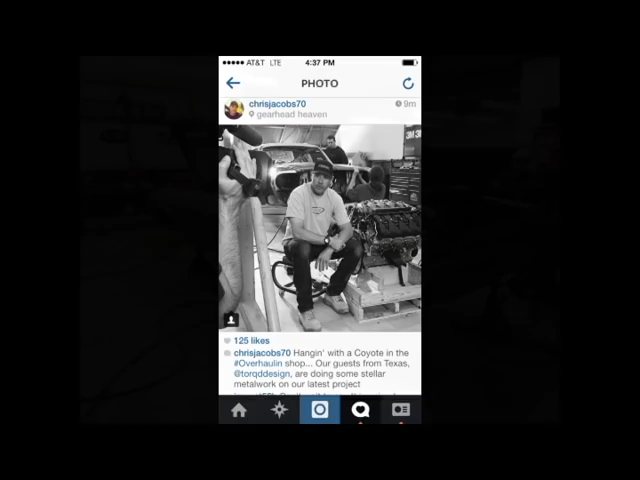 AT&T LTE 4:37 PM
PHOTO
chrisjacobs70 9m
gearhead heaven
3M
125 likes
chrisjacobs70 Hangin' with a Coyote in the
#Overhaulin shop... Our guests from Texas,
@torqddesign, are doing some stellar
metalwork on our latest project